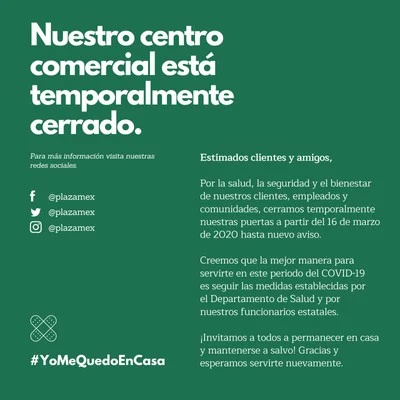 Nuestro centro
comercial está
temporalmente
cerrado.
Para más información visita nuestras
redes sociales.
@plazamex
@plazamex
@plazamex
#YoMeQuedoEnCasa
Estimados clientes y amigos,
Por la salud, la seguridad y el bienestar
de nuestros clientes, empleados y
comunidades, cerramos temporalmente
nuestras puertas a partir del 16 de marzo
de 2020 hasta nuevo aviso.
Creemos que la mejor manera para
servirte en este periodo del COVID-19
es seguir las medidas establecidas por
el Departamento de Salud y por
nuestros funcionarios estatales.
¡Invitamos a todos a permanecer en casa
y mantenerse a salvo! Gracias y
esperamos servirte nuevamente.